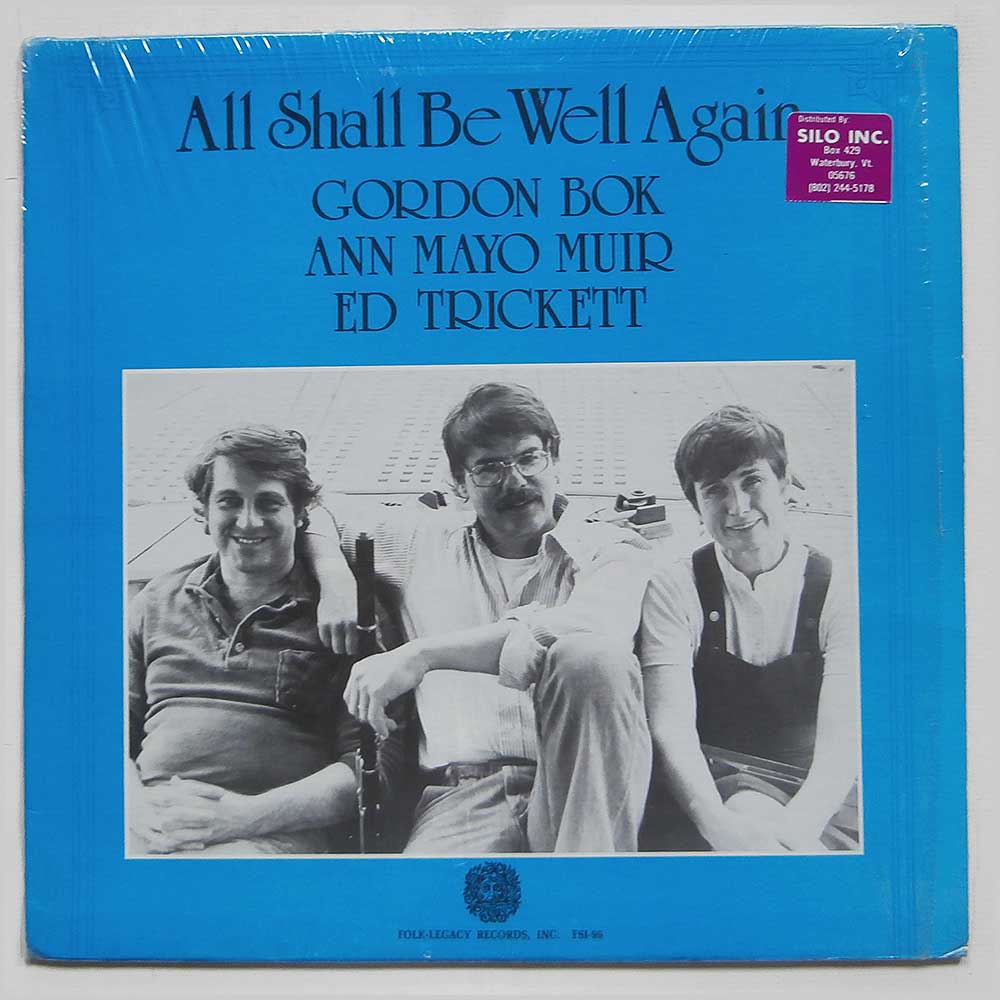 All Shall Be Well Again
GORDON BOK
ANN MAYO MUIR
ED TRICKETT
Distributed By:
SILO INC.
Box 429
Waterbury, Vt.
05676
(802) 244-5178
FOLK-LEGACY RECORDS, INC. FSI-96